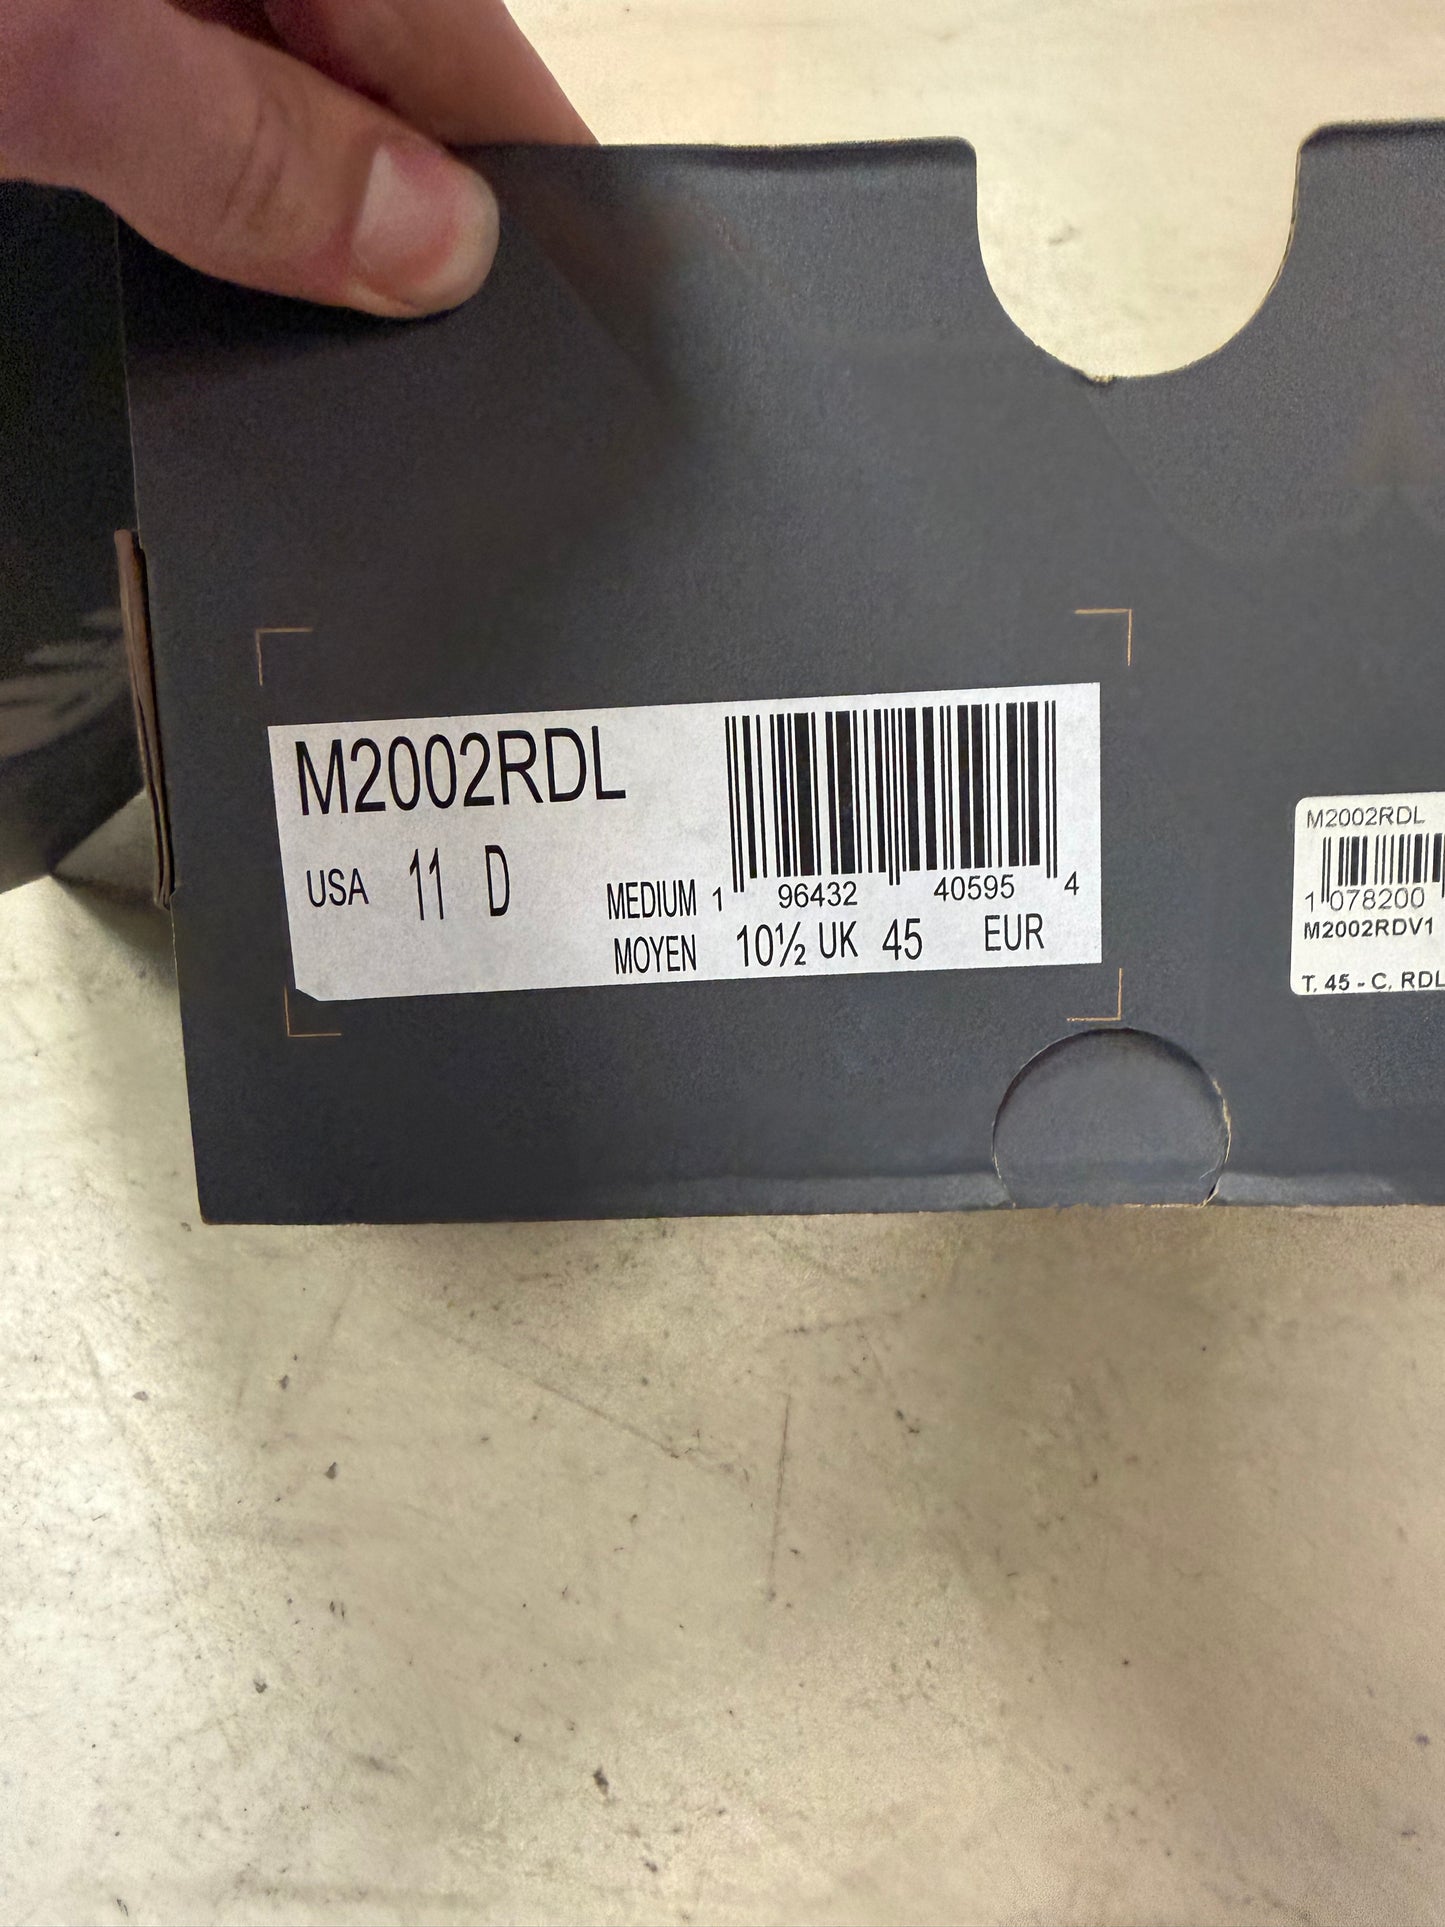 M2002RDL
USA 11 D
MEDIUM
MOYEN
1 96432 40595 4
10½ UK 45 EUR
M2002RDL
1 078200
M2002RDV1
T. 45 - C. RDL